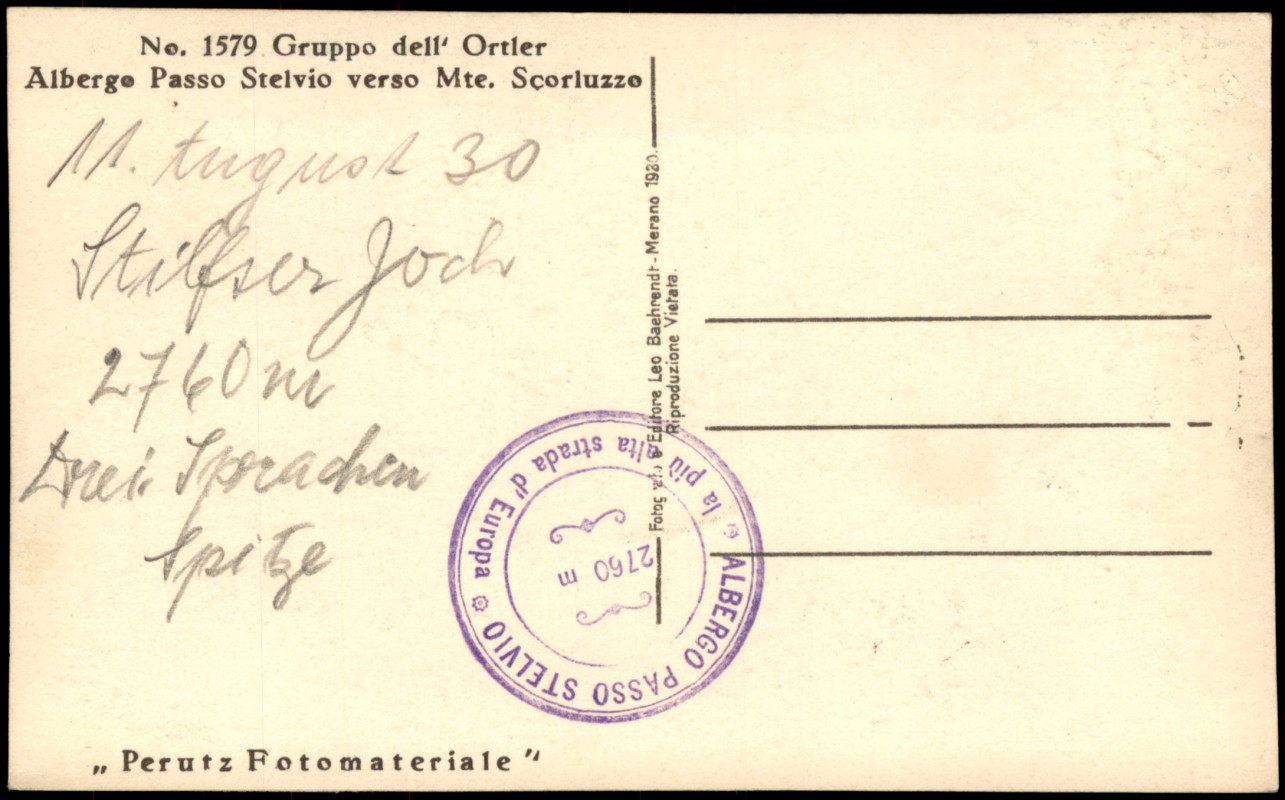 No. 1579 Gruppo dell' Ortler
Albergo Passo Stelvio verso Mte. Scorluzzo
11. August 30
Stilfser Joch
2760 m
Drei Sprachen
Spitze
Fotografo e Editore Leo Baehrendt - Merano 1930.
Riproduzione Vietata.
ALBERGO PASSO STELVIO
la più alta strada d'Europa
2760 m
„Perutz Fotomateriale"